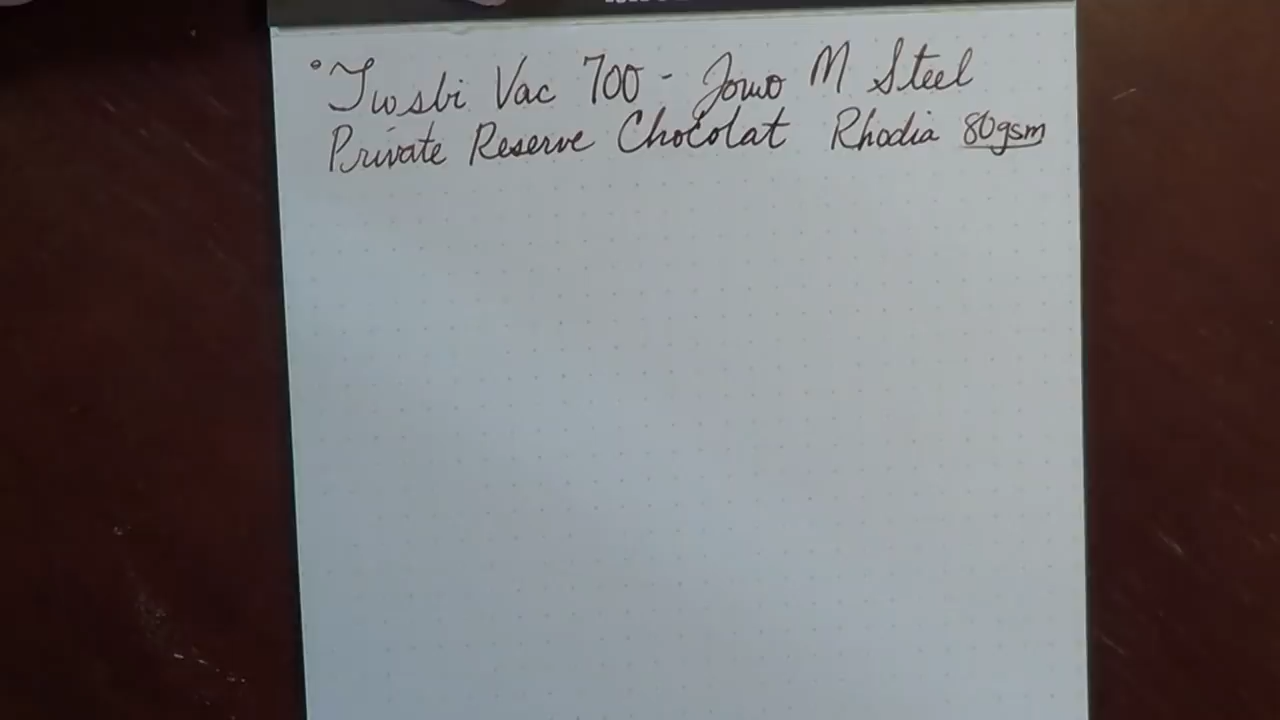 Twsbi Vac 700 - Jowo M Steel
Private Reserve Chocolat Rhodia 80gsm